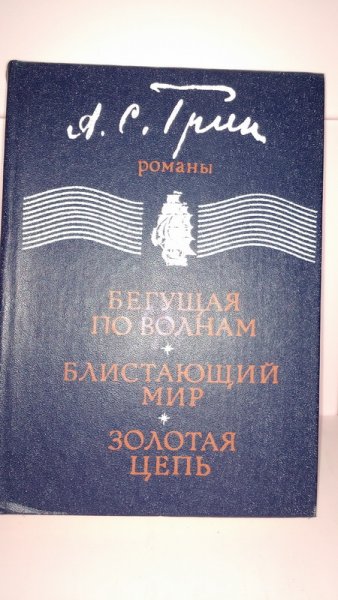 А. С. Грин
романы
БЕГУЩАЯ
ПО ВОЛНАМ
БЛИСТАЮЩИЙ
МИР
ЗОЛОТАЯ
ЦЕПЬ